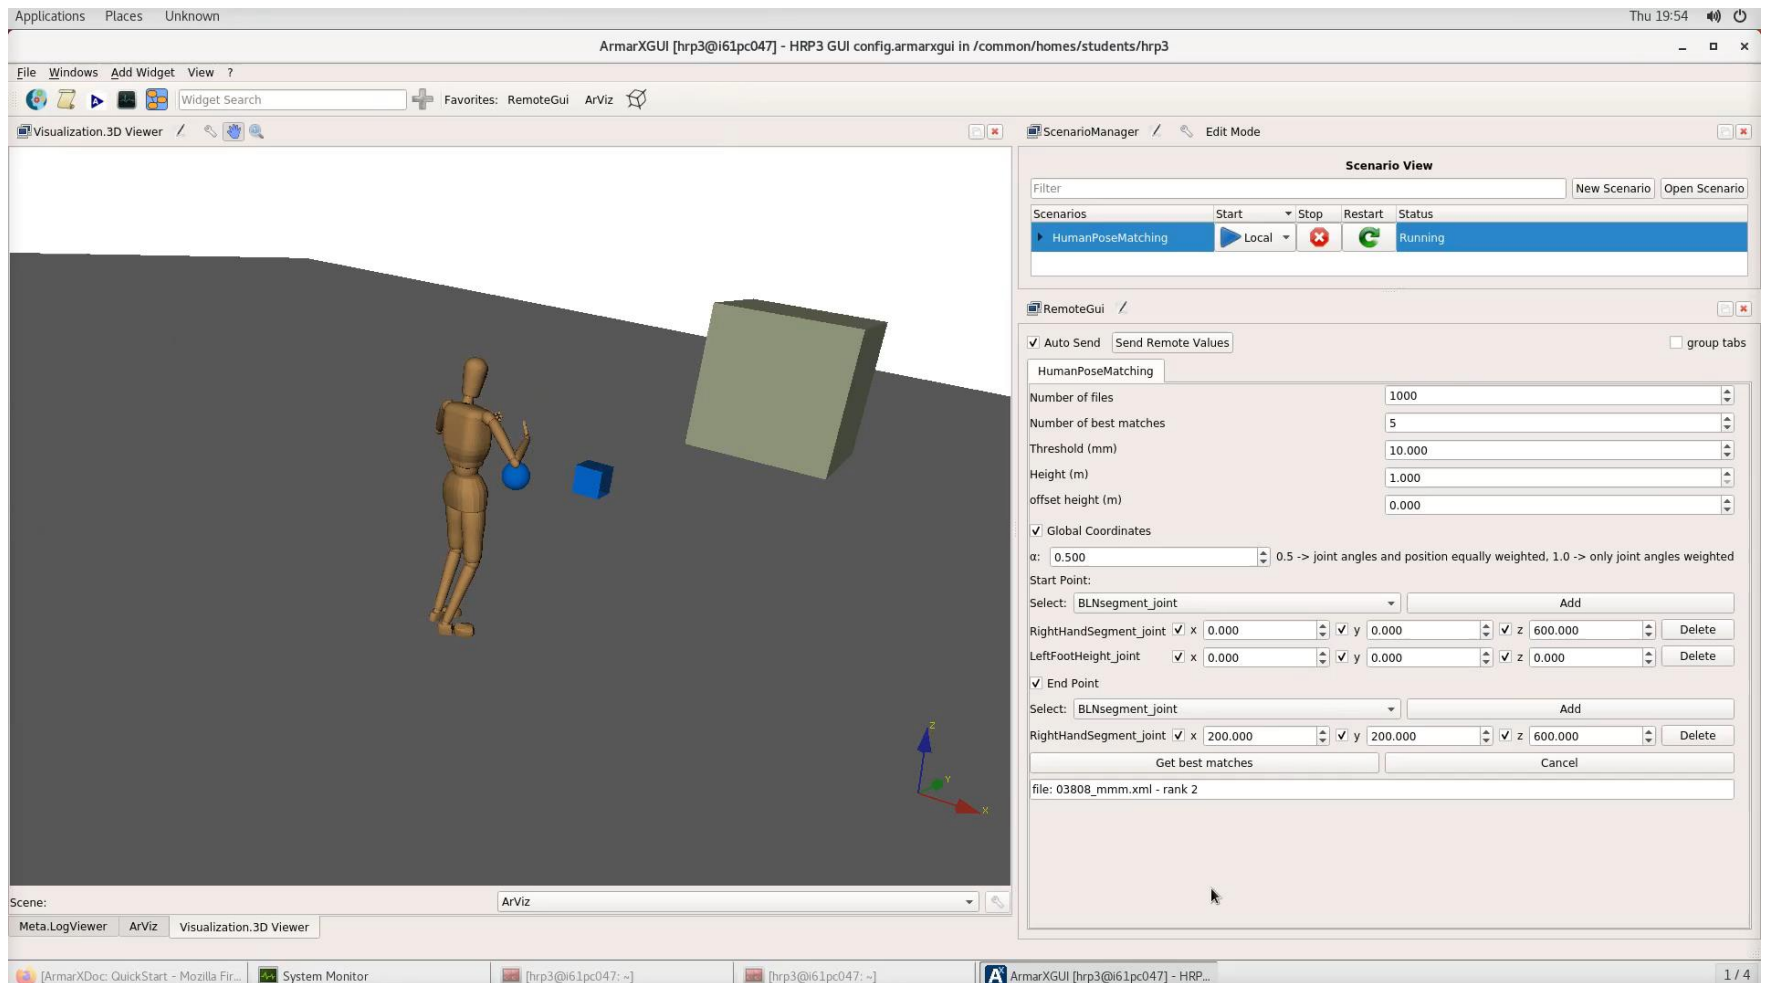 Applications Places Unknown Thu 19:54
ArmarXGUI [hrp3@i61pc047] - HRP3 GUI config.armarxgui in /common/homes/students/hrp3
File Windows Add Widget View ?
Widget Search Favorites: RemoteGui ArViz
Visualization.3D Viewer
ScenarioManager Edit Mode
Scenario View
Filter New Scenario Open Scenario
Scenarios Start Stop Restart Status
HumanPoseMatching Local Running
RemoteGui
Auto Send Send Remote Values group tabs
HumanPoseMatching
Number of files 1000
Number of best matches 5
Threshold (mm) 10.000
Height (m) 1.000
offset height (m) 0.000
Global Coordinates
α: 0.500 0.5 -> joint angles and position equally weighted, 1.0 -> only joint angles weighted
Start Point:
Select: BLNsegment_joint Add
RightHandSegment_joint x 0.000 y 0.000 z 600.000 Delete
LeftFootHeight_joint x 0.000 y 0.000 z 0.000 Delete
End Point
Select: BLNsegment_joint Add
RightHandSegment_joint x 200.000 y 200.000 z 600.000 Delete
Get best matches Cancel
file: 03808_mmm.xml - rank 2
Z
Y
X
Scene: ArViz
Meta.LogViewer ArViz Visualization.3D Viewer
[ArmarXDoc: QuickStart - Mozilla Fir... System Monitor [hrp3@i61pc047: ~] [hrp3@i61pc047: ~] ArmarXGUI [hrp3@i61pc047] - HRP... 1 / 4